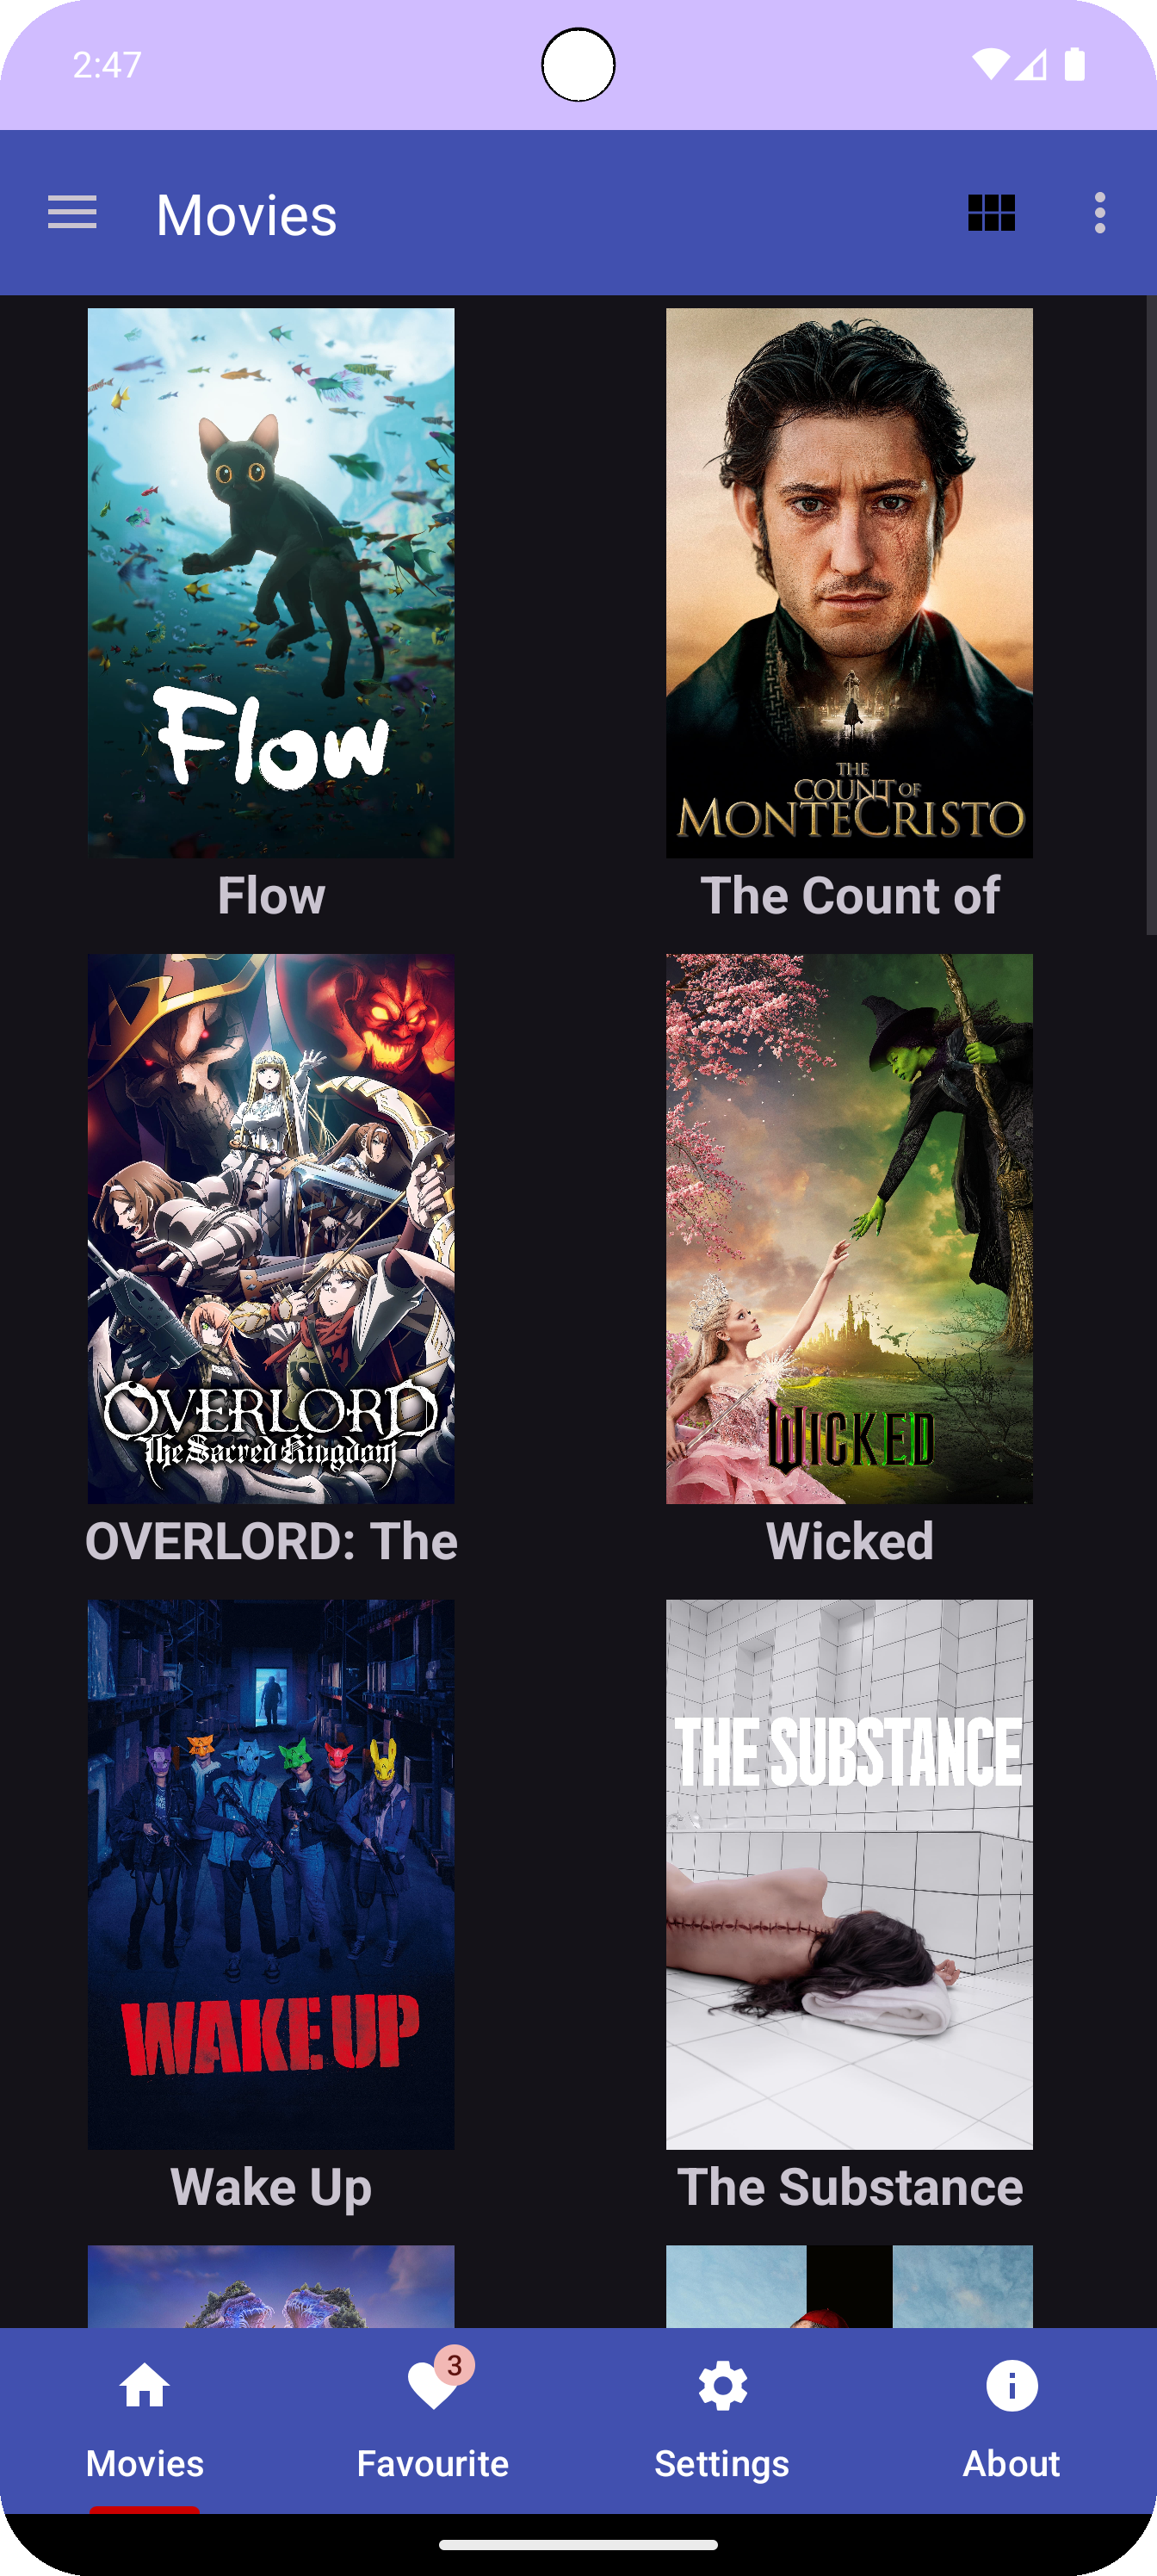 2:47
Movies
Flow
THE
COUNT OF
MONTECRISTO
Flow
The Count of
OVERLORD
The Sacred Kingdom
WICKED
OVERLORD: The
Wicked
WAKE UP
THE SUBSTANCE
Wake Up
The Substance
3
Movies
Favourite
Settings
About